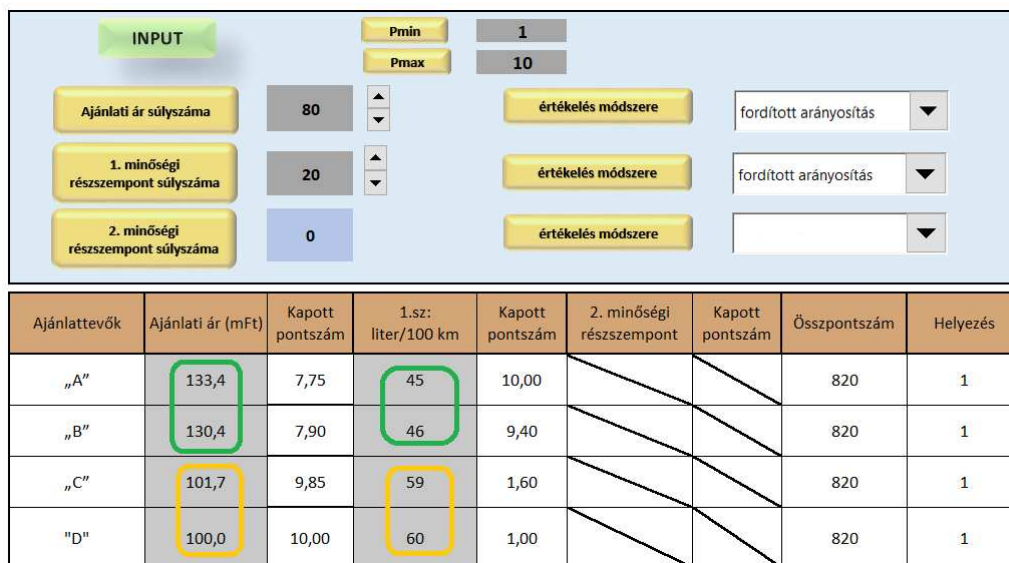 INPUT
Pmin 1
Pmax 10
Ajánlati ár súlyszáma 80 értékelés módszere fordított arányosítás
1. minőségi
részszempont súlyszáma 20 értékelés módszere fordított arányosítás
2. minőségi
részszempont súlyszáma 0 értékelés módszere
Ajánlattevők Ajánlati ár (mFt) Kapott pontszám 1.sz: liter/100 km Kapott pontszám 2. minőségi részszempont Kapott pontszám Összpontszám Helyezés
„A” 133,4 7,75 45 10,00 820 1
„B” 130,4 7,90 46 9,40 820 1
„C” 101,7 9,85 59 1,60 820 1
"D" 100,0 10,00 60 1,00 820 1